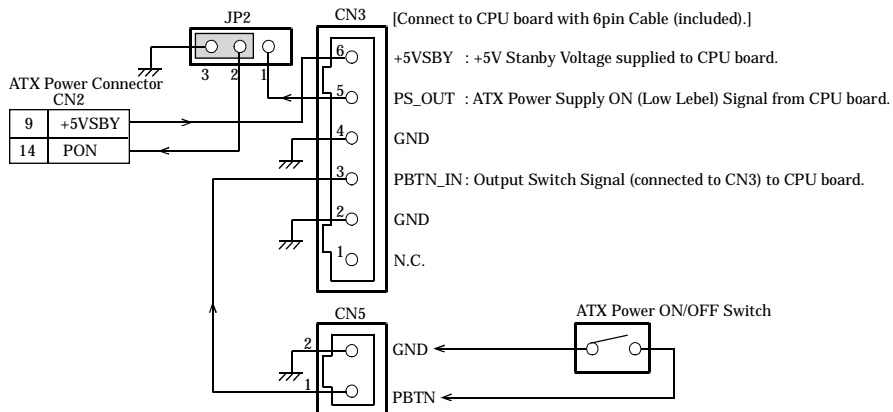 JP2
CN3
[Connect to CPU board with 6pin Cable (included).]
3 2 1
6
+5VSBY : +5V Stanby Voltage supplied to CPU board.
ATX Power Connector
CN2
9 +5VSBY
14 PON
5
PS_OUT : ATX Power Supply ON (Low Lebel) Signal from CPU board.
4
GND
3
PBTN_IN : Output Switch Signal (connected to CN3) to CPU board.
2
GND
1
N.C.
CN5
ATX Power ON/OFF Switch
2
GND
1
PBTN